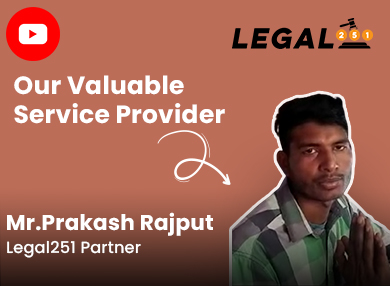 LEGAL 251
Our Valuable
Service Provider
Mr.Prakash Rajput
Legal251 Partner